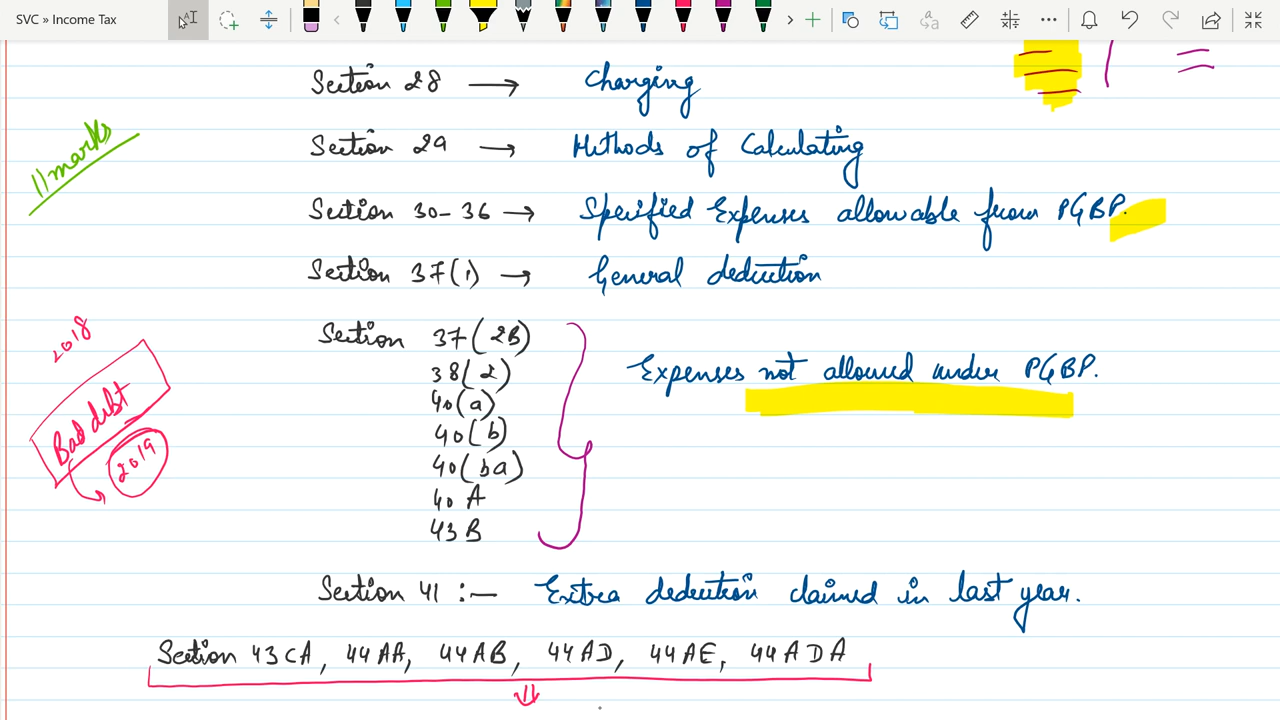 SVC » Income Tax
Section 28 → Charging
Section 29 → Methods of Calculating
11 marks
Section 30-36 → Specified Expenses allowable from PGBP.
Section 37(1) → General deduction
2018
Section 37(2B)
38(2)
Expenses not allowed under PGBP.
40(a)
Bad debt
40(b)
2019
40(ba)
40A
43B
Section 41 :- Extra deduction claimed in last year.
Section 43CA, 44AA, 44AB, 44AD, 44AE, 44ADA